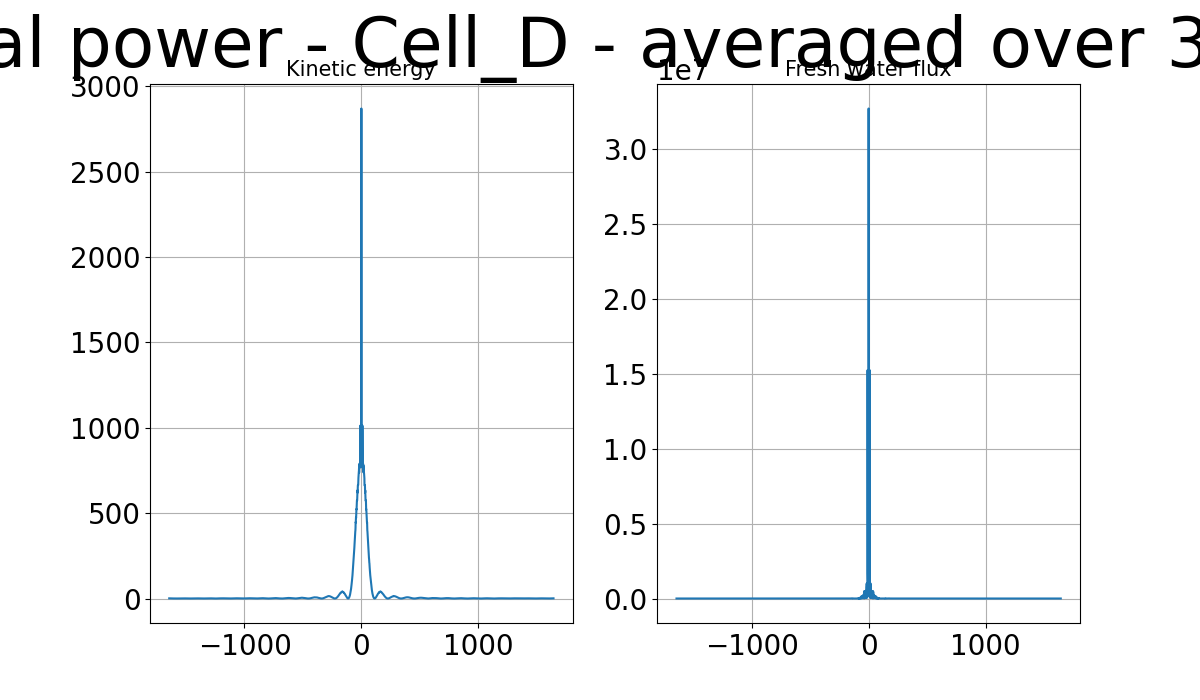 al power - Cell_D - averaged over 3
Kinetic energy
3000
2500
2000
1500
1000
500
0
−1000 0 1000
Fresh water flux
1e7
3.0
2.5
2.0
1.5
1.0
0.5
0.0
−1000 0 1000